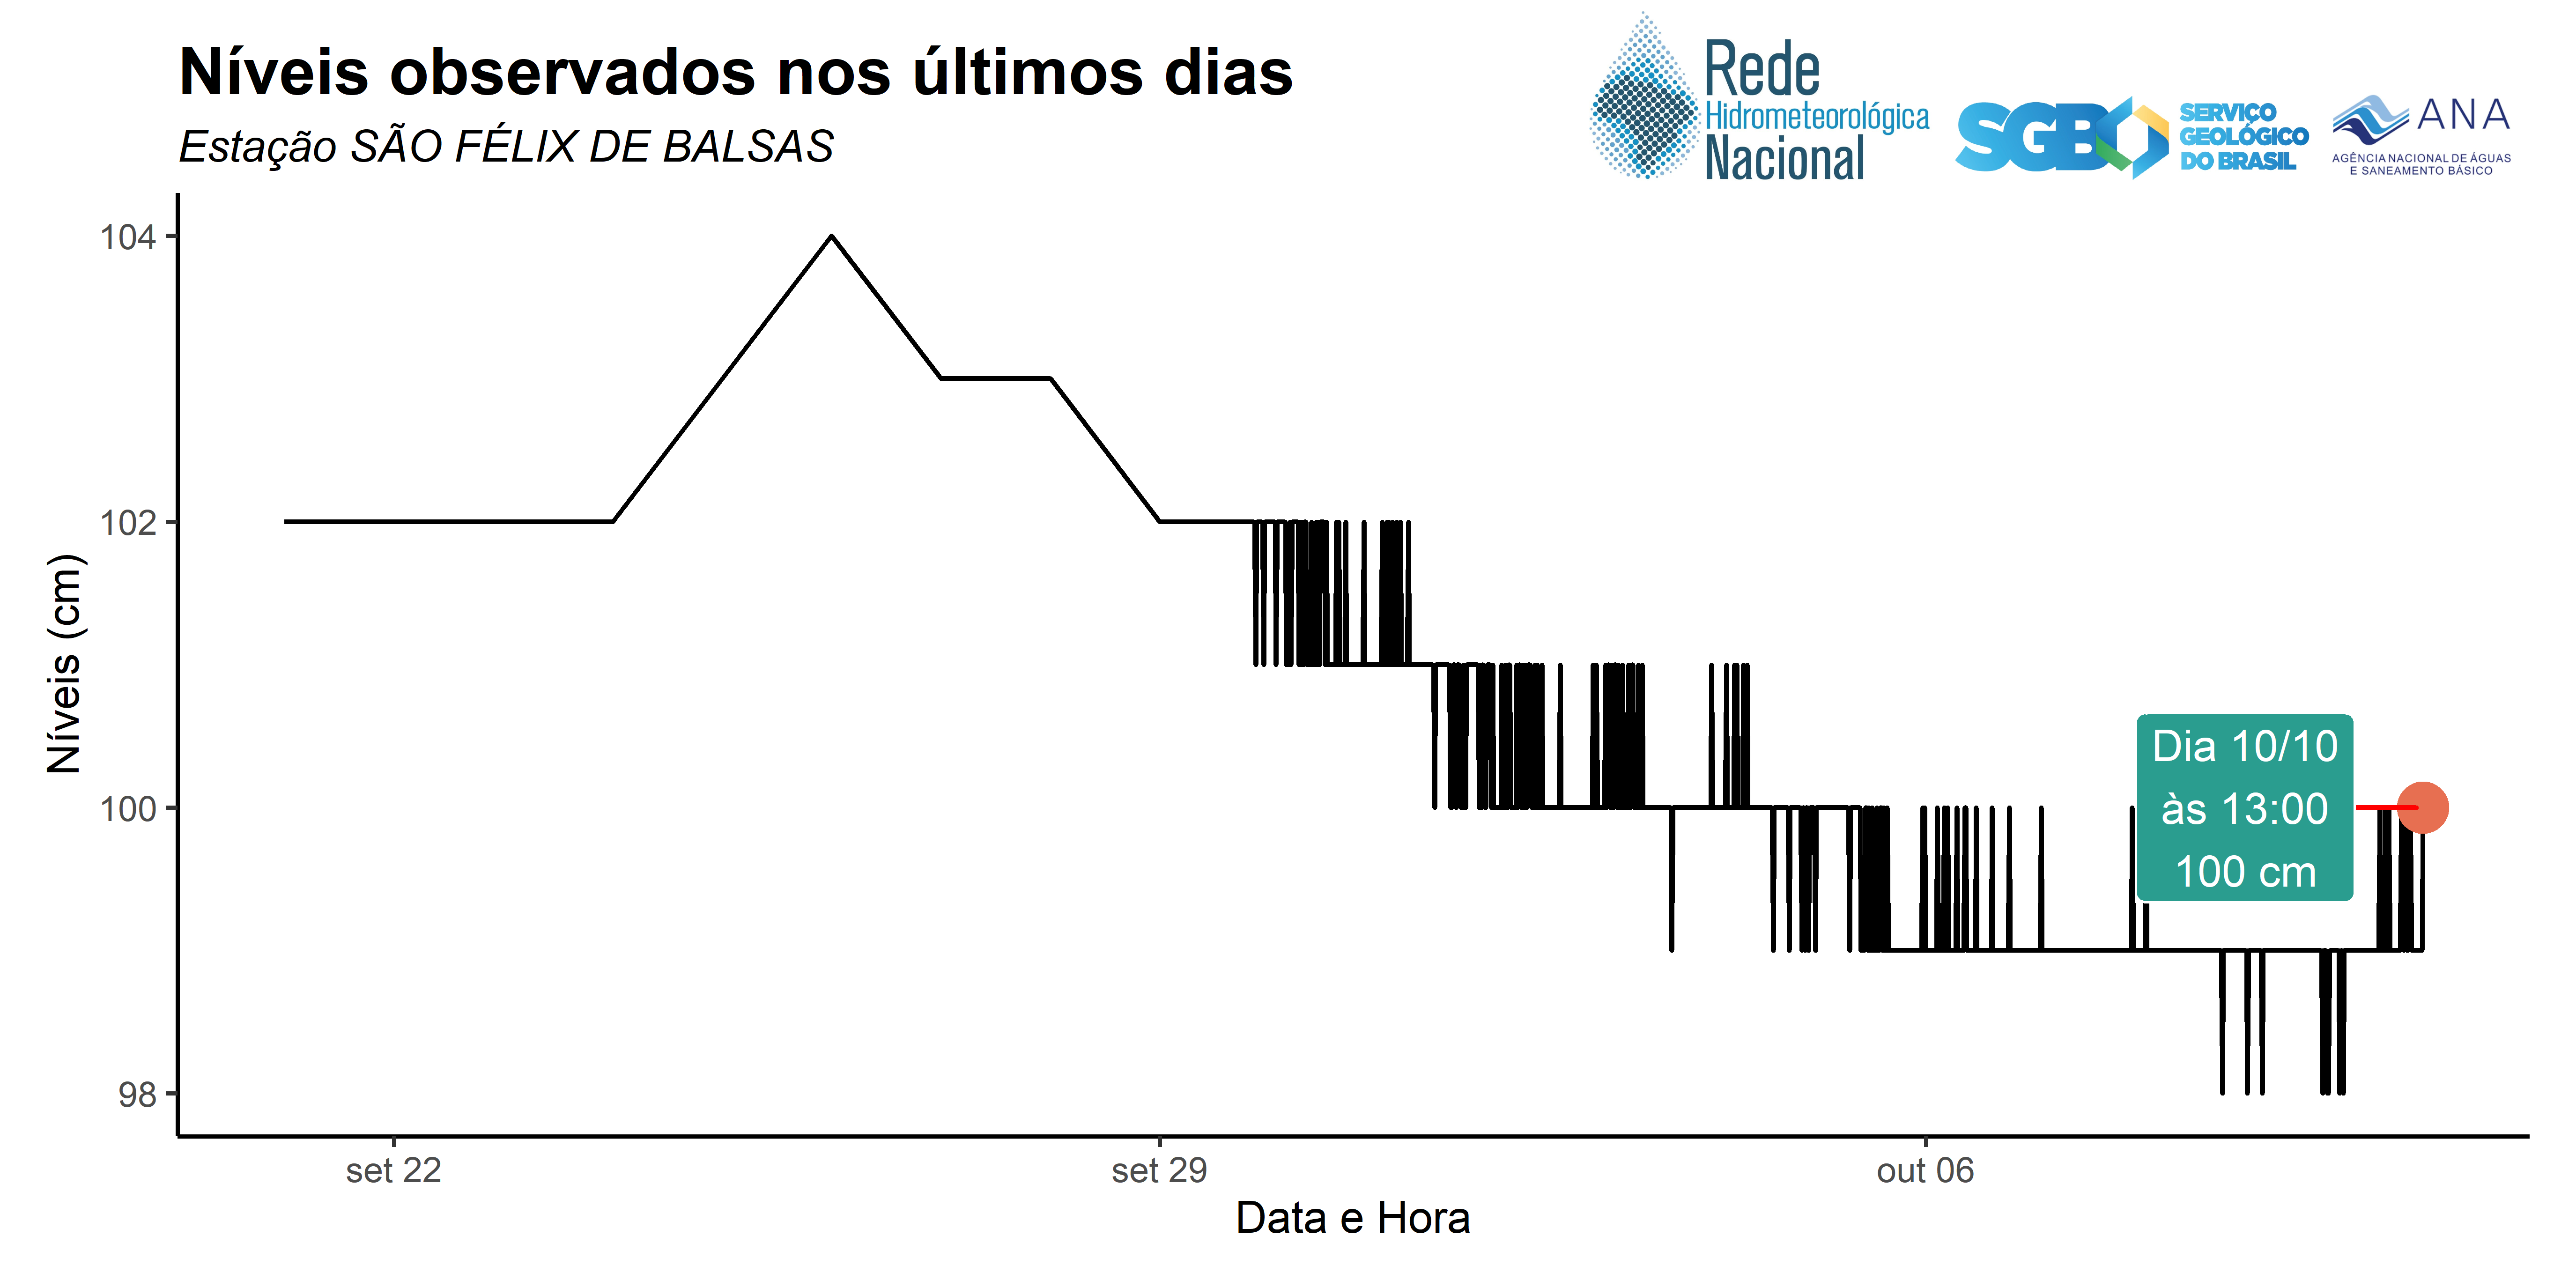 Níveis observados nos últimos dias
Estação SÃO FÉLIX DE BALSAS
Rede
Hidrometeorológica
Nacional
SGB
SERVIÇO
GEOLÓGICO
DO BRASIL
ANA
AGÊNCIA NACIONAL DE ÁGUAS
E SANEAMENTO BÁSICO
Níveis (cm)
104
102
100
98
Dia 10/10
às 13:00
100 cm
set 22
set 29
out 06
Data e Hora